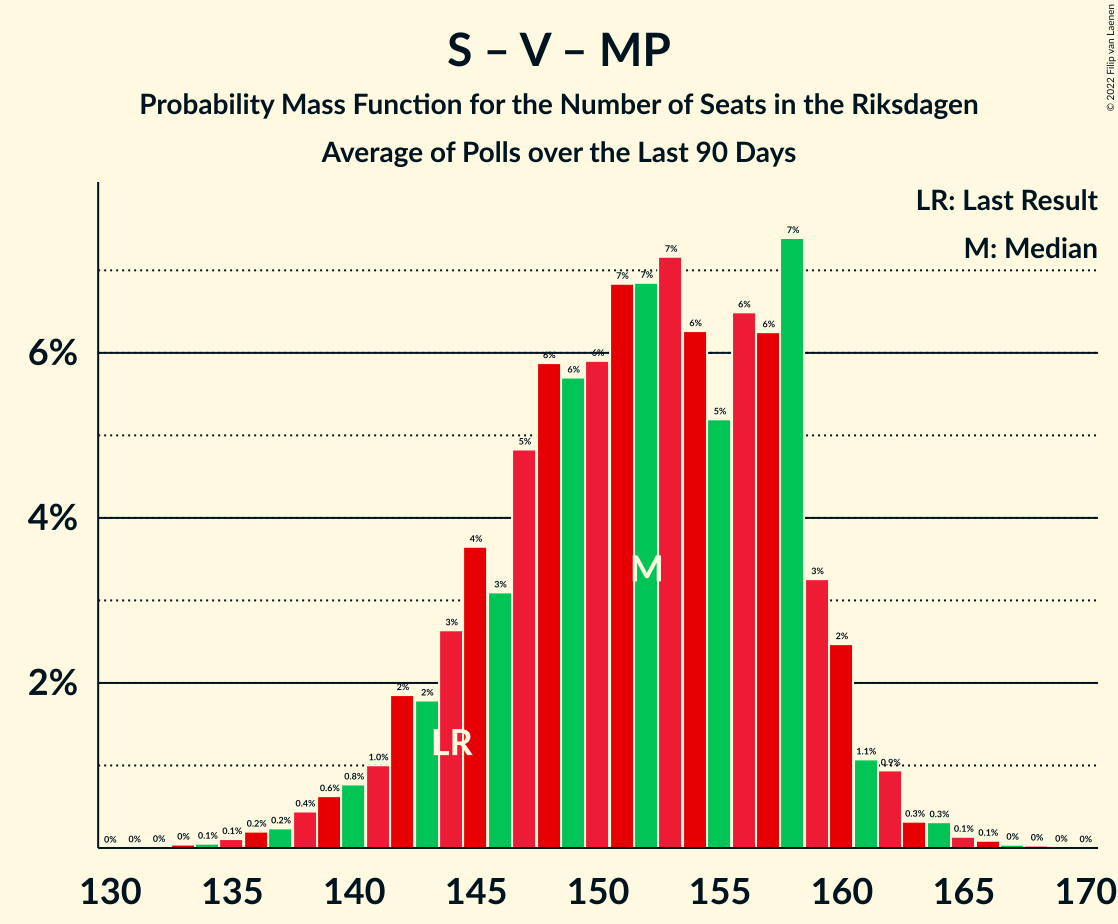 S – V – MP
Probability Mass Function for the Number of Seats in the Riksdagen
Average of Polls over the Last 90 Days
© 2022 Filip van Laenen
LR: Last Result
M: Median
6%
4%
2%
0% 0% 0% 0% 0.1% 0.1% 0.2% 0.2% 0.4% 0.6% 0.8% 1.0% 2% 2% 3% 4% 3% 5% 6% 6% 6% 7% 7% 7% 6% 5% 6% 6% 7% 3% 2% 1.1% 0.9% 0.3% 0.3% 0.1% 0.1% 0% 0% 0% 0%
M
LR
130 135 140 145 150 155 160 165 170